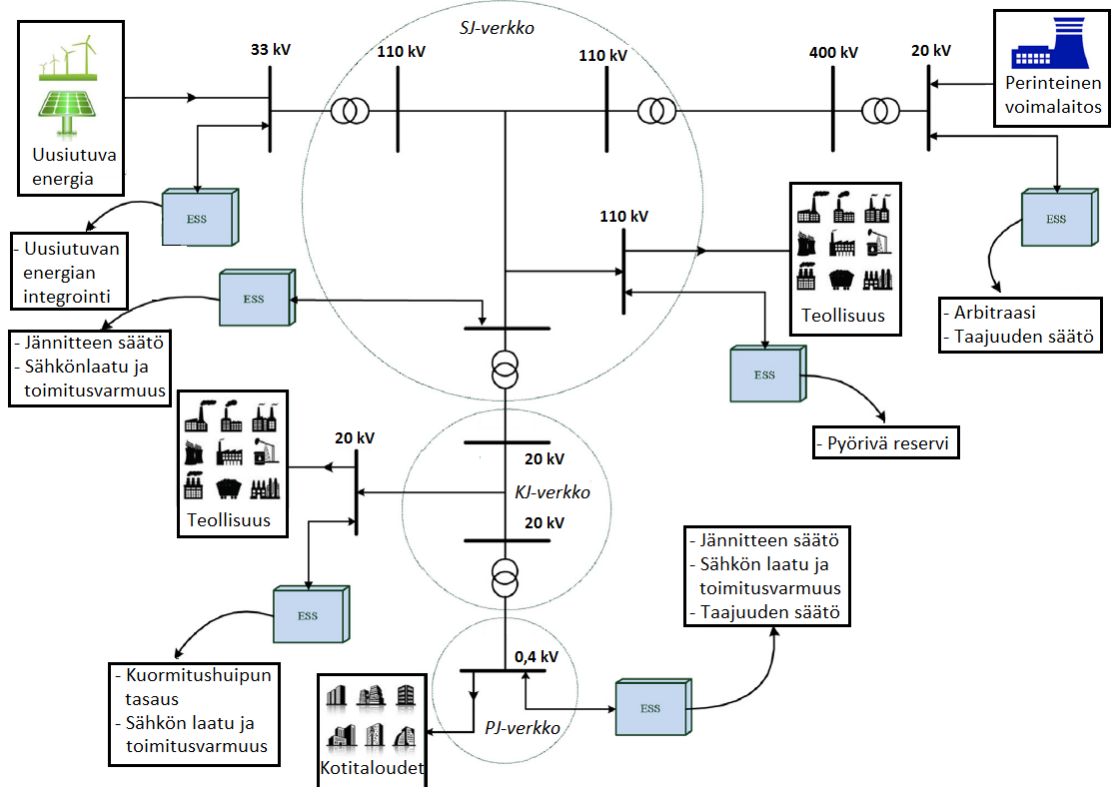 SJ-verkko
33 kV
110 kV
110 kV
400 kV
20 kV
Uusiutuva
energia
Perinteinen
voimalaitos
ESS
- Uusiutuvan
energian
integrointi
ESS
- Jännitteen säätö
- Sähkönlaatu ja
toimitusvarmuus
110 kV
Teollisuus
ESS
- Arbitraasi
- Taajuuden säätö
ESS
- Pyörivä reservi
20 kV
Teollisuus
20 kV
KJ-verkko
20 kV
ESS
- Kuormitushuipun
tasaus
- Sähkön laatu ja
toimitusvarmuus
- Jännitteen säätö
- Sähkön laatu ja
toimitusvarmuus
- Taajuuden säätö
0,4 kV
PJ-verkko
ESS
Kotitaloudet